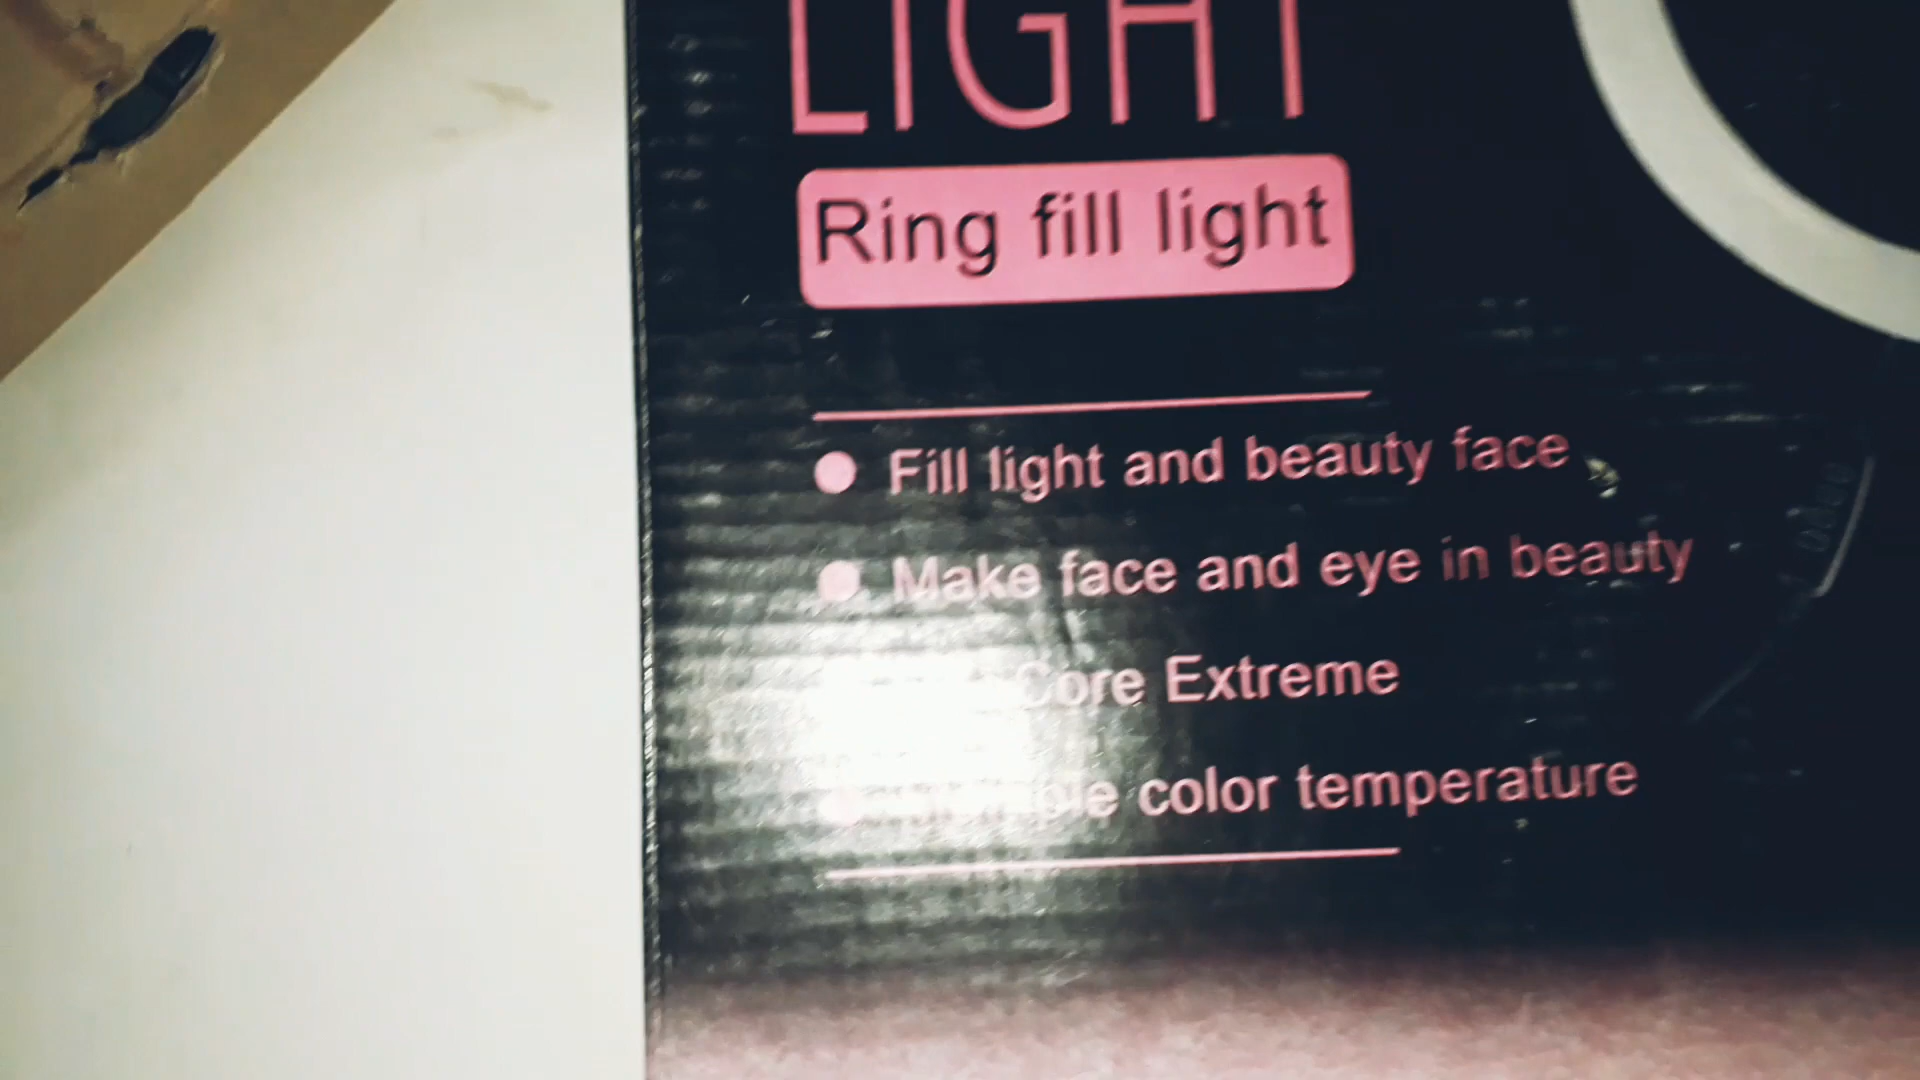 LIGHT
Ring fill light
Fill light and beauty face
Make face and eye in beauty
Core Extreme
color temperature